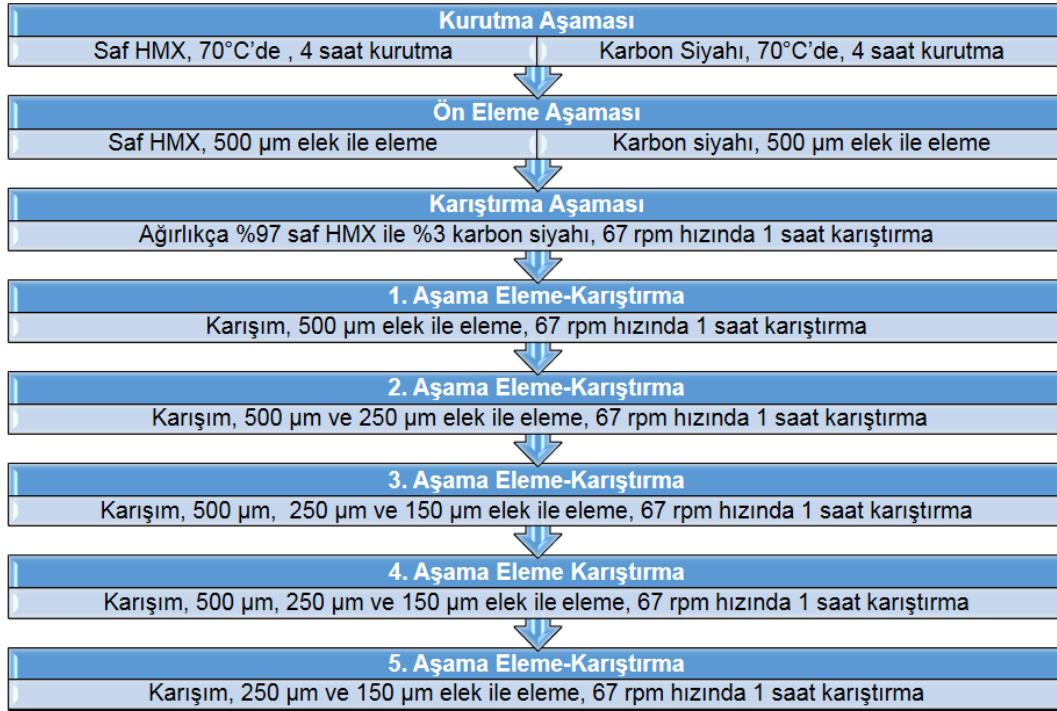 Kurutma Aşaması
Saf HMX, 70°C’de , 4 saat kurutma
Karbon Siyahı, 70°C’de, 4 saat kurutma
Ön Eleme Aşaması
Saf HMX, 500 µm elek ile eleme
Karbon siyahı, 500 µm elek ile eleme
Karıştırma Aşaması
Ağırlıkça %97 saf HMX ile %3 karbon siyahı, 67 rpm hızında 1 saat karıştırma
1. Aşama Eleme-Karıştırma
Karışım, 500 µm elek ile eleme, 67 rpm hızında 1 saat karıştırma
2. Aşama Eleme-Karıştırma
Karışım, 500 µm ve 250 µm elek ile eleme, 67 rpm hızında 1 saat karıştırma
3. Aşama Eleme-Karıştırma
Karışım, 500 µm, 250 µm ve 150 µm elek ile eleme, 67 rpm hızında 1 saat karıştırma
4. Aşama Eleme Karıştırma
Karışım, 500 µm, 250 µm ve 150 µm elek ile eleme, 67 rpm hızında 1 saat karıştırma
5. Aşama Eleme-Karıştırma
Karışım, 250 µm ve 150 µm elek ile eleme, 67 rpm hızında 1 saat karıştırma